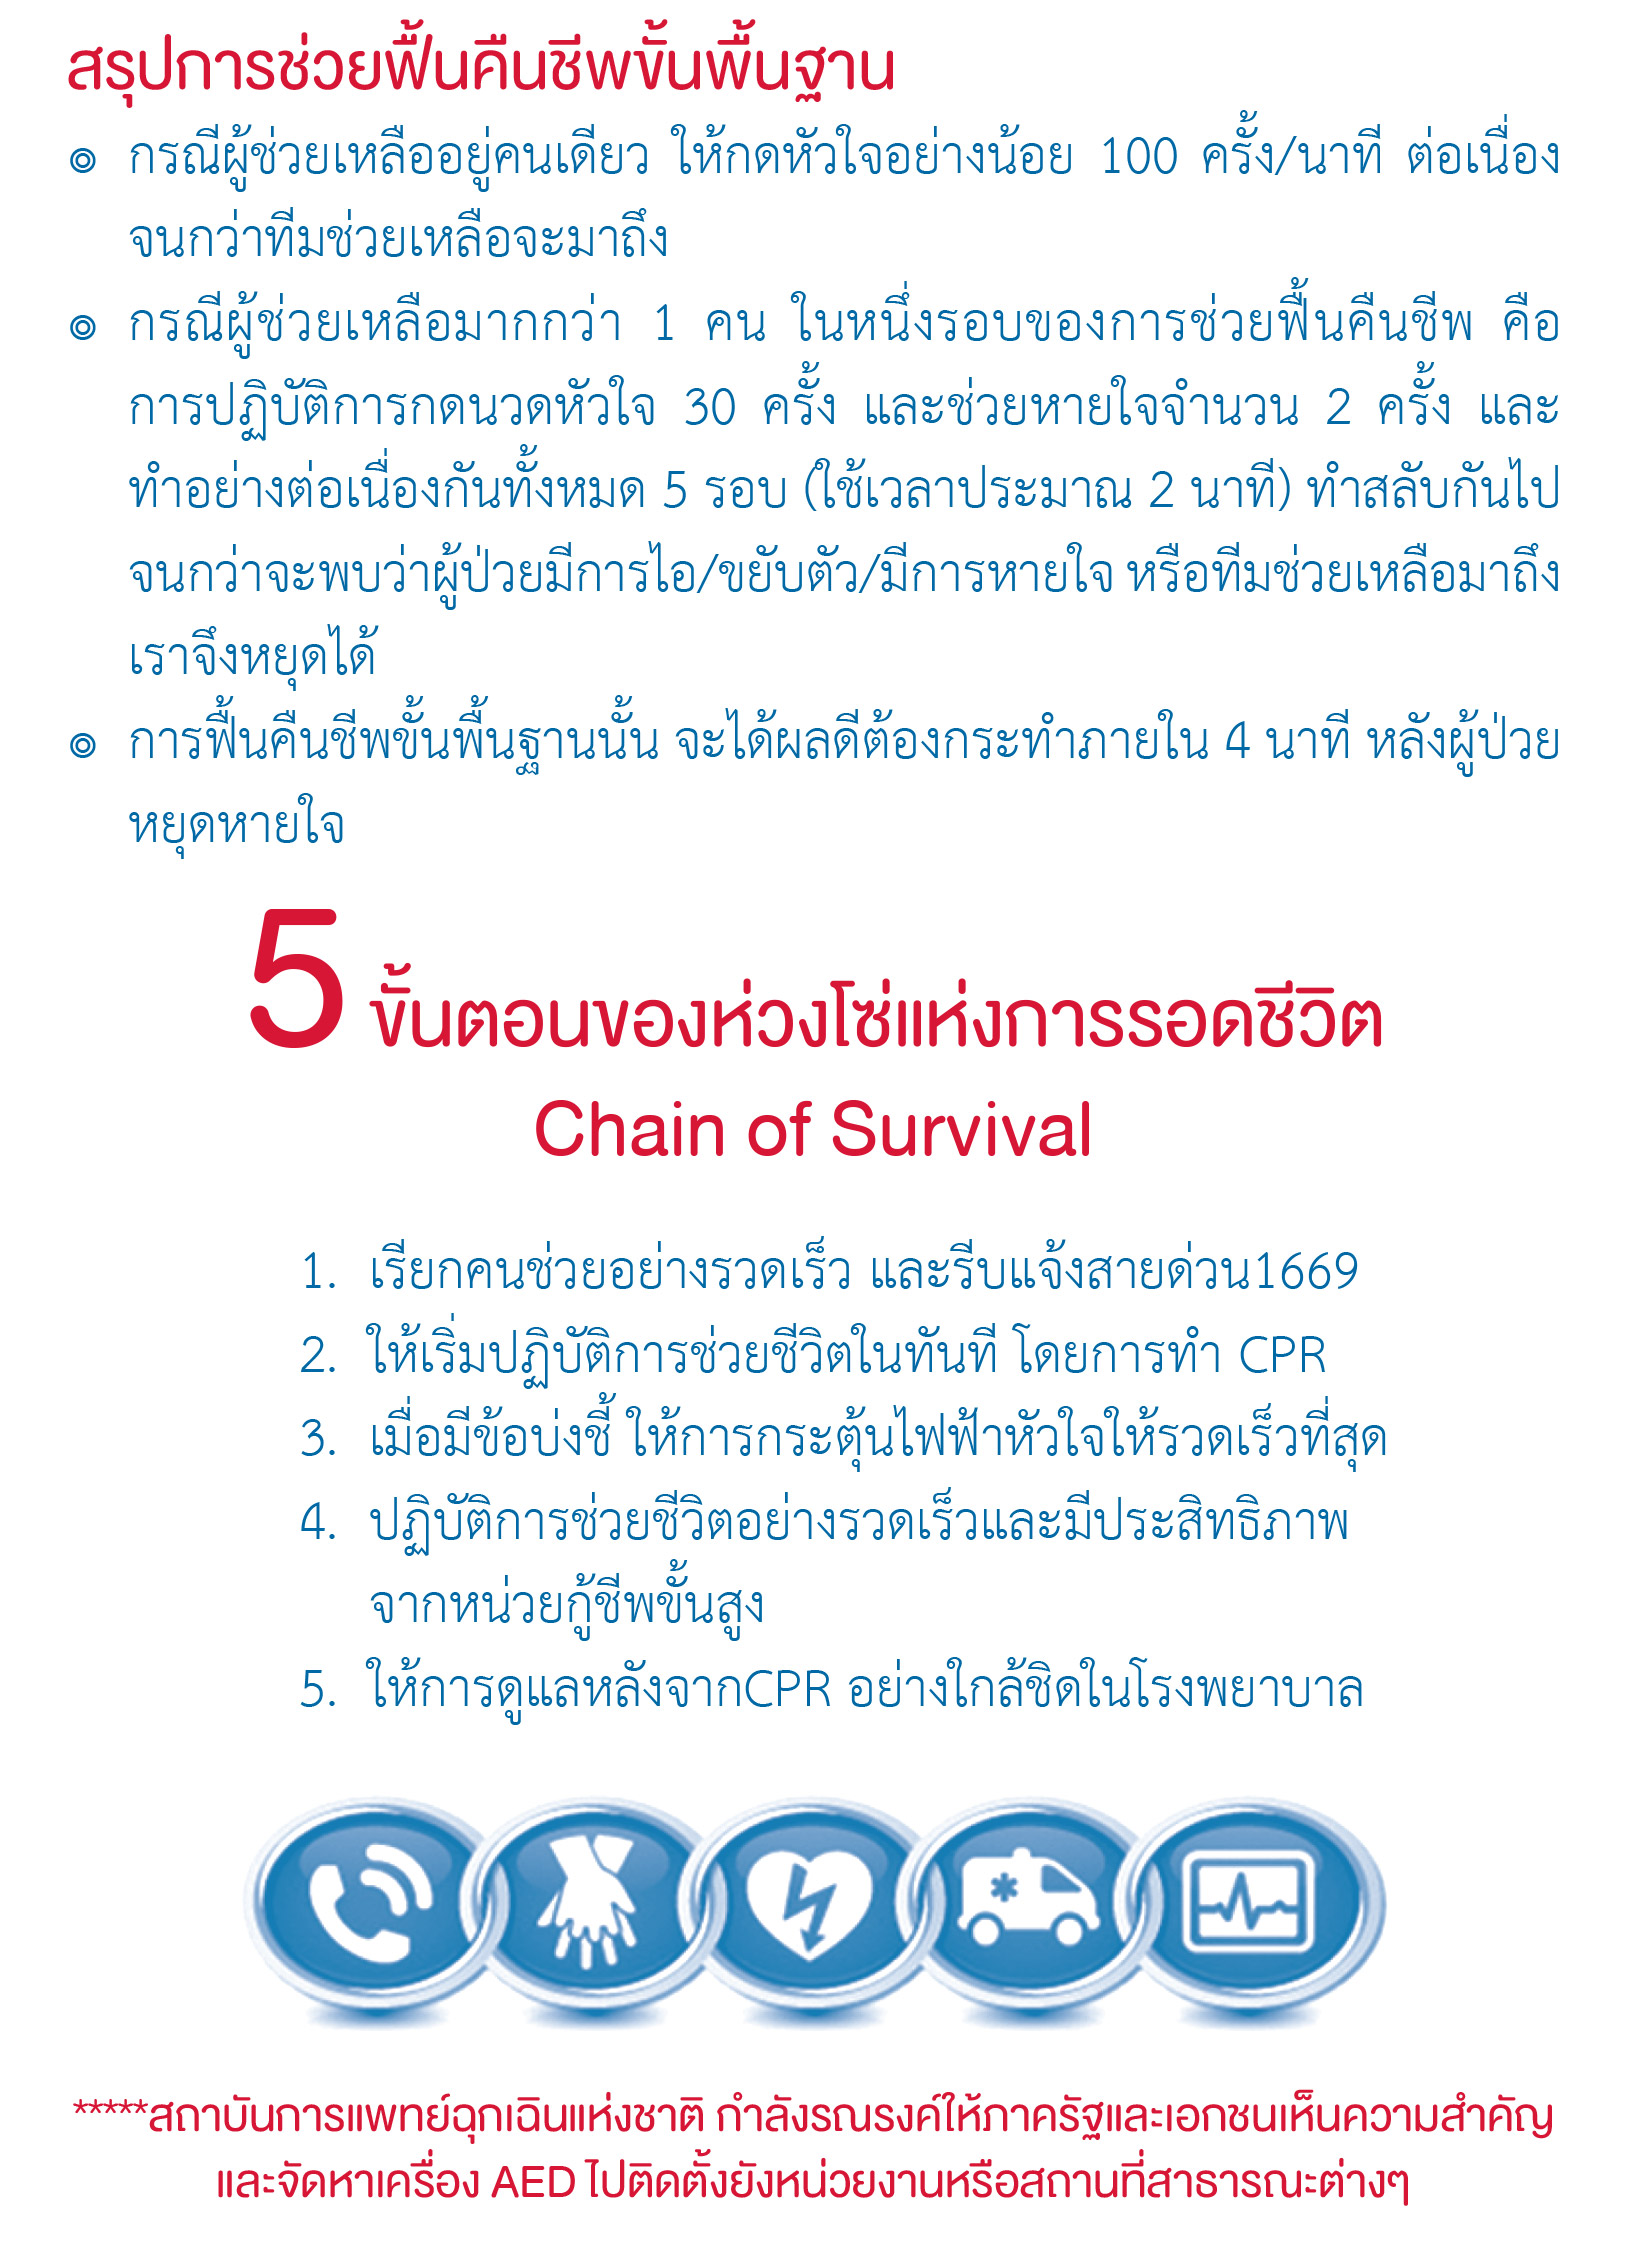 สรุปการช่วยฟื้นคืนชีพขั้นพื้นฐาน
๏ กรณีผู้ช่วยเหลืออยู่คนเดียว ให้กดหัวใจอย่างน้อย 100 ครั้ง/นาที ต่อเนื่อง
จนกว่าทีมช่วยเหลือจะมาถึง
๏ กรณีผู้ช่วยเหลือมากกว่า 1 คน ในหนึ่งรอบของการช่วยฟื้นคืนชีพ คือ
การปฏิบัติการกดนวดหัวใจ 30 ครั้ง และช่วยหายใจจำนวน 2 ครั้ง และ
ทำอย่างต่อเนื่องกันทั้งหมด 5 รอบ (ใช้เวลาประมาณ 2 นาที) ทำสลับกันไป
จนกว่าจะพบว่าผู้ป่วยมีการไอ/ขยับตัว/มีการหายใจ หรือทีมช่วยเหลือมาถึง
เราจึงหยุดได้
๏ การฟื้นคืนชีพขั้นพื้นฐานนั้น จะได้ผลดีต้องกระทำภายใน 4 นาที หลังผู้ป่วย
หยุดหายใจ
5 ขั้นตอนของห่วงโซ่แห่งการรอดชีวิต
Chain of Survival
1. เรียกคนช่วยอย่างรวดเร็ว และรีบแจ้งสายด่วน1669
2. ให้เริ่มปฏิบัติการช่วยชีวิตในทันที โดยการทำ CPR
3. เมื่อมีข้อบ่งชี้ ให้การกระตุ้นไฟฟ้าหัวใจให้รวดเร็วที่สุด
4. ปฏิบัติการช่วยชีวิตอย่างรวดเร็วและมีประสิทธิภาพ
จากหน่วยกู้ชีพขั้นสูง
5. ให้การดูแลหลังจากCPR อย่างใกล้ชิดในโรงพยาบาล
*****สถาบันการแพทย์ฉุกเฉินแห่งชาติ กำลังรณรงค์ให้ภาครัฐและเอกชนเห็นความสำคัญ
และจัดหาเครื่อง AED ไปติดตั้งยังหน่วยงานหรือสถานที่สาธารณะต่างๆ